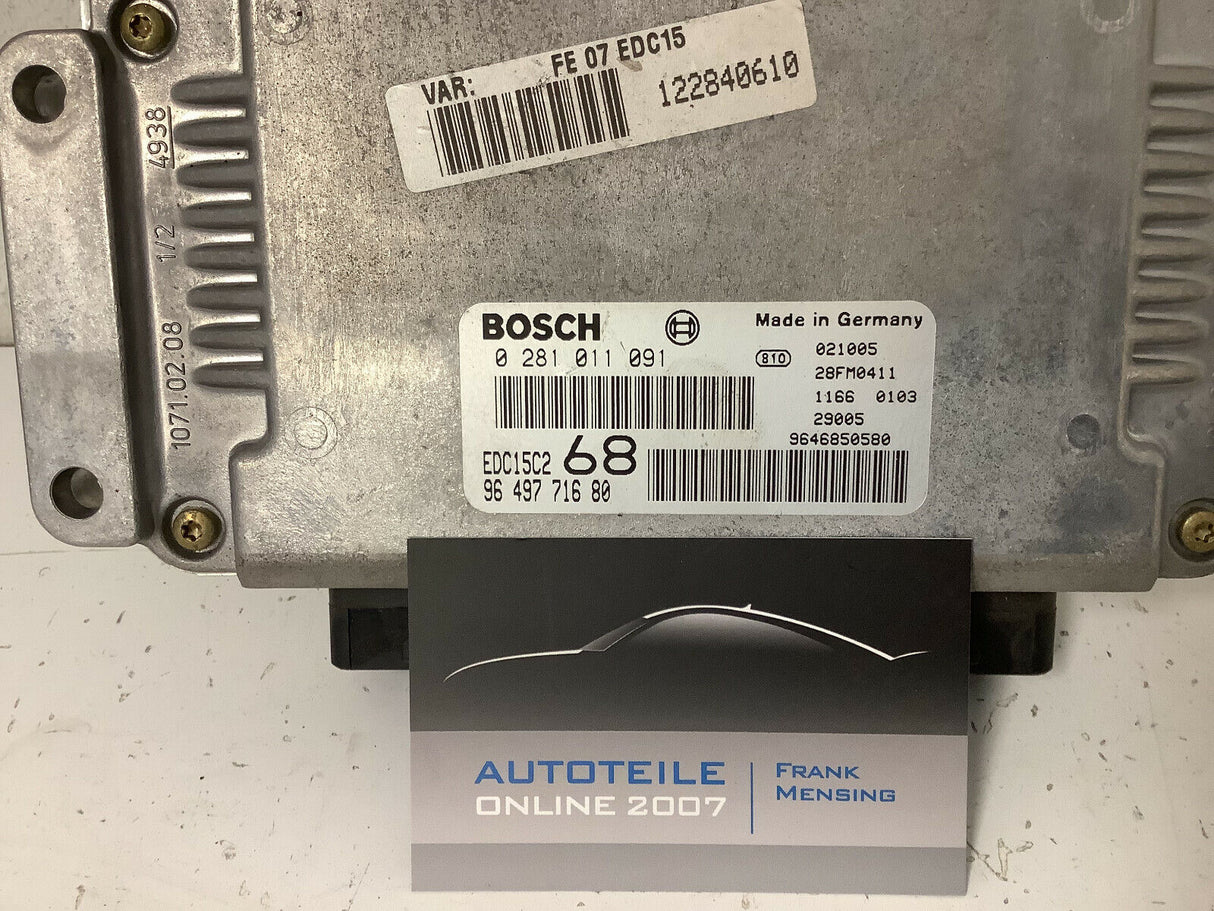 VAR: FE 07 EDC15
122840610
4938
1/2
1071.02.08
BOSCH
Made in Germany
0 281 011 091
810
021005
28FM0411
1166 0103
29005
9646850580
EDC15C2 68
96 497 716 80
AUTOTEILE
ONLINE 2007
FRANK
MENSING